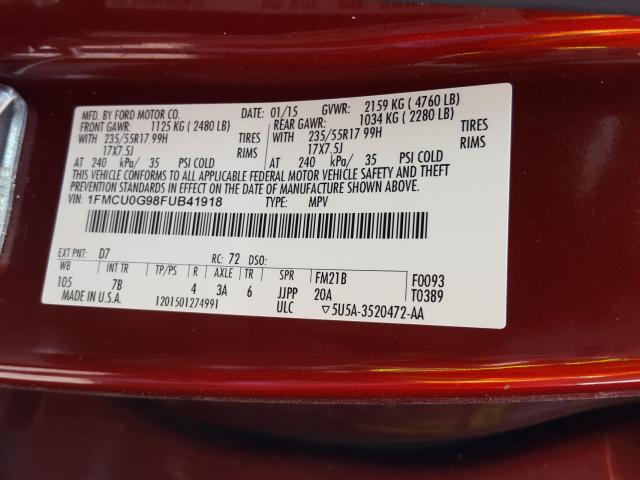 MFD. BY FORD MOTOR CO. 01/15 GVWR: 2159 KG ( 4760 LB)
FRONT GAWR: 1125 KG ( 2480 LB) REAR GAWR: 1034 KG ( 2280 LB)
WITH 235/55R17 99H TIRES WITH 235/55R17 99H TIRES
17X7.5J RIMS 17X7.5J RIMS
AT 240 kPa/ 35 PSI COLD AT 240 kPa/ 35 PSI COLD
THIS VEHICLE CONFORMS TO ALL APPLICABLE FEDERAL MOTOR VEHICLE SAFETY AND THEFT
PREVENTION STANDARDS IN EFFECT ON THE DATE OF MANUFACTURE SHOWN ABOVE.
VIN: 1FMCU0G98FUB41918 TYPE: MPV
EXT PNT: D7 RC: 72 DSO:
WB INT TR TP/PS R AXLE TR SPR FM21B F0093
105 7B 4 3A 6 JJPP 20A T0389
MADE IN U.S.A. 1201501274991 ULC ▽5U5A-3520472-AA